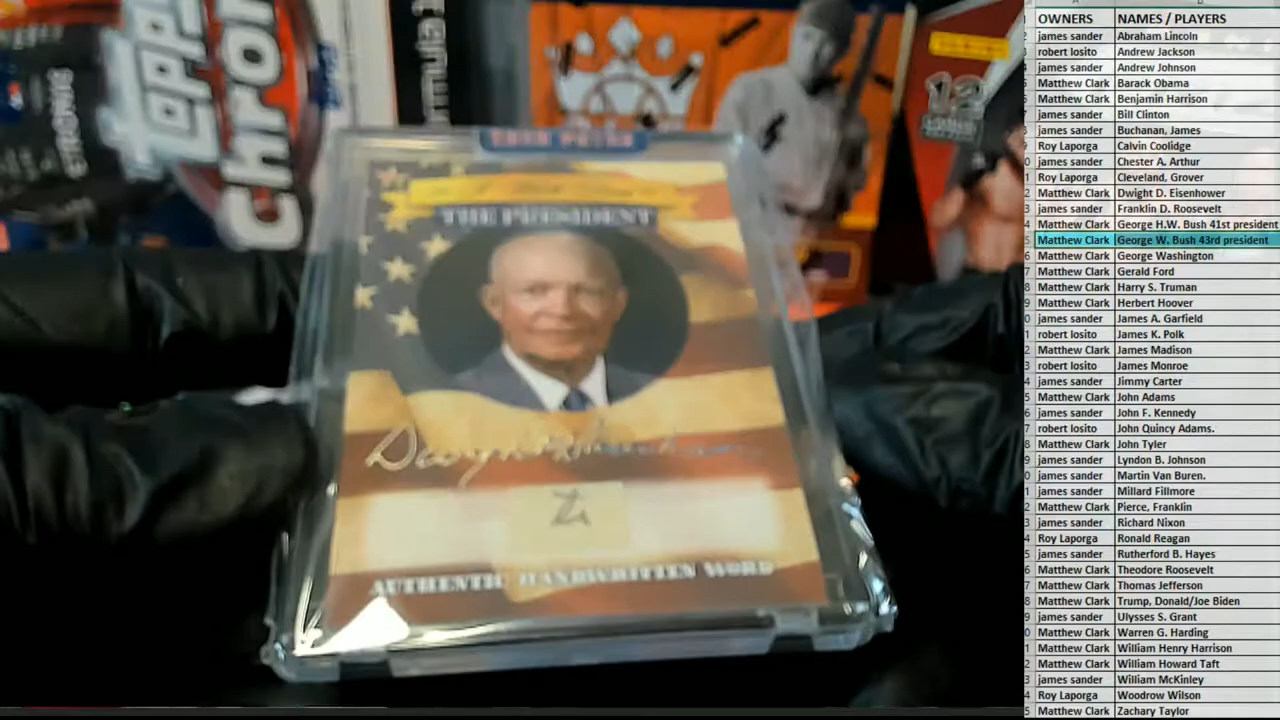 Topps
CHRO
THE PRESIDENT
Dwight D. Eisenhower
AUTHENTIC HANDWRITTEN WORD
12
OWNERS NAMES / PLAYERS
james sander Abraham Lincoln
robert losito Andrew Jackson
james sander Andrew Johnson
Matthew Clark Barack Obama
Matthew Clark Benjamin Harrison
james sander Bill Clinton
james sander Buchanan, James
Roy Laporga Calvin Coolidge
james sander Chester A. Arthur
Roy Laporga Cleveland, Grover
Matthew Clark Dwight D. Eisenhower
james sander Franklin D. Roosevelt
Matthew Clark George H.W. Bush 41st president
Matthew Clark George W. Bush 43rd president
Matthew Clark George Washington
Matthew Clark Gerald Ford
Matthew Clark Harry S. Truman
Matthew Clark Herbert Hoover
james sander James A. Garfield
robert losito James K. Polk
Matthew Clark James Madison
robert losito James Monroe
james sander Jimmy Carter
Matthew Clark John Adams
james sander John F. Kennedy
robert losito John Quincy Adams.
Matthew Clark John Tyler
james sander Lyndon B. Johnson
james sander Martin Van Buren.
james sander Millard Fillmore
Matthew Clark Pierce, Franklin
james sander Richard Nixon
Roy Laporga Ronald Reagan
james sander Rutherford B. Hayes
Matthew Clark Theodore Roosevelt
Matthew Clark Thomas Jefferson
Matthew Clark Trump, Donald/Joe Biden
james sander Ulysses S. Grant
Matthew Clark Warren G. Harding
Matthew Clark William Henry Harrison
Matthew Clark William Howard Taft
james sander William McKinley
Roy Laporga Woodrow Wilson
Matthew Clark Zachary Taylor